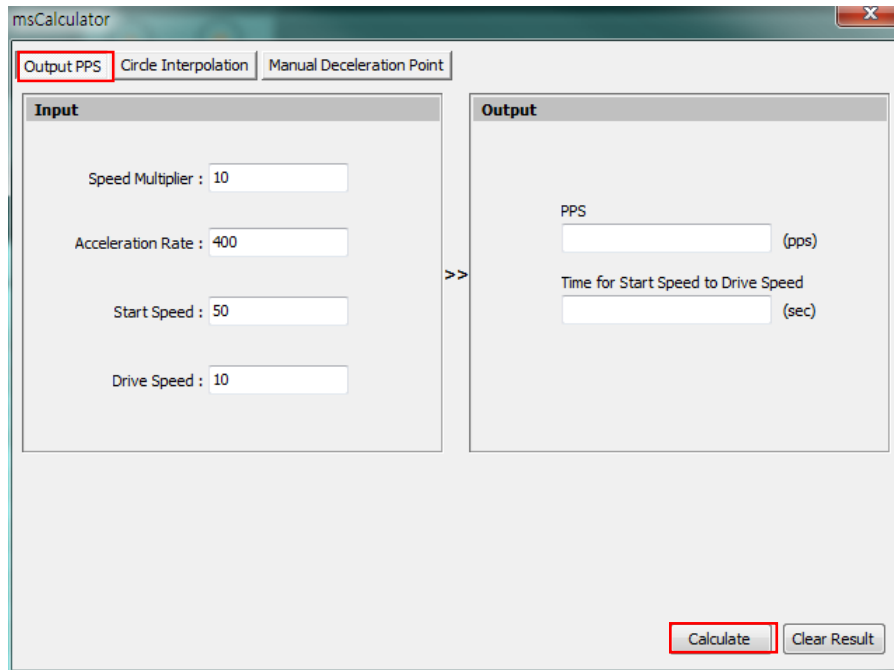 msCalculator
X
Output PPS Circle Interpolation Manual Deceleration Point
Input
Speed Multiplier : 10
Acceleration Rate : 400
Start Speed : 50
Drive Speed : 10
>>
Output
PPS
(pps)
Time for Start Speed to Drive Speed
(sec)
Calculate Clear Result